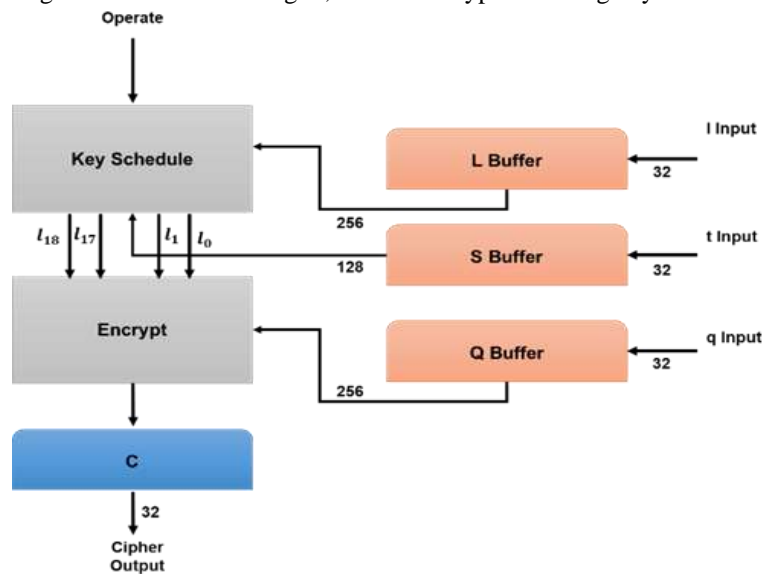 Operate
Key Schedule
L Buffer
l Input
32
256
l₁₈ l₁₇ l₁ l₀
S Buffer
t Input
32
128
Encrypt
Q Buffer
q Input
32
256
C
32
Cipher
Output